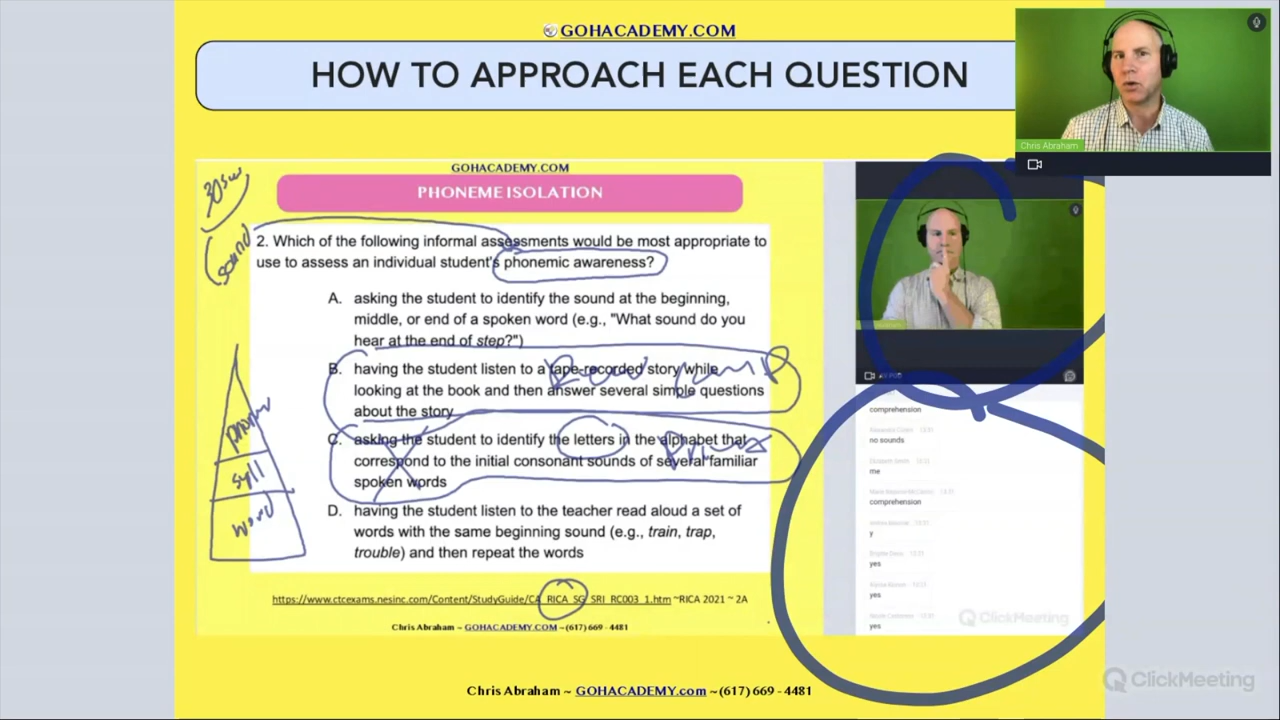 GOHACADEMY.COM
HOW TO APPROACH EACH QUESTION
Chris Abraham
GOHACADEMY.COM
PHONEME ISOLATION
30sw
sound
2. Which of the following informal assessments would be most appropriate to
use to assess an individual student's phonemic awareness?
A. asking the student to identify the sound at the beginning,
middle, or end of a spoken word (e.g., "What sound do you
hear at the end of step?")
B. having the student listen to a tape-recorded story while
looking at the book and then answer several simple questions
about the story
Read comp
C. asking the student to identify the letters in the alphabet that
correspond to the initial consonant sounds of several familiar
spoken words
D. having the student listen to the teacher read aloud a set of
words with the same beginning sound (e.g., train, trap,
trouble) and then repeat the words
syll
word
https://www.ctcexams.nesinc.com/Content/StudyGuide/CA_RICA_SG_SRI_RC003_1.htm ~RICA 2021 ~ 2A
Chris Abraham ~ GOHACADEMY.COM ~(617) 669 - 4481
comprehension
no sounds
me
comprehension
y
yes
yes
yes
ClickMeeting
Chris Abraham ~ GOHACADEMY.com ~(617) 669 - 4481
ClickMeeting